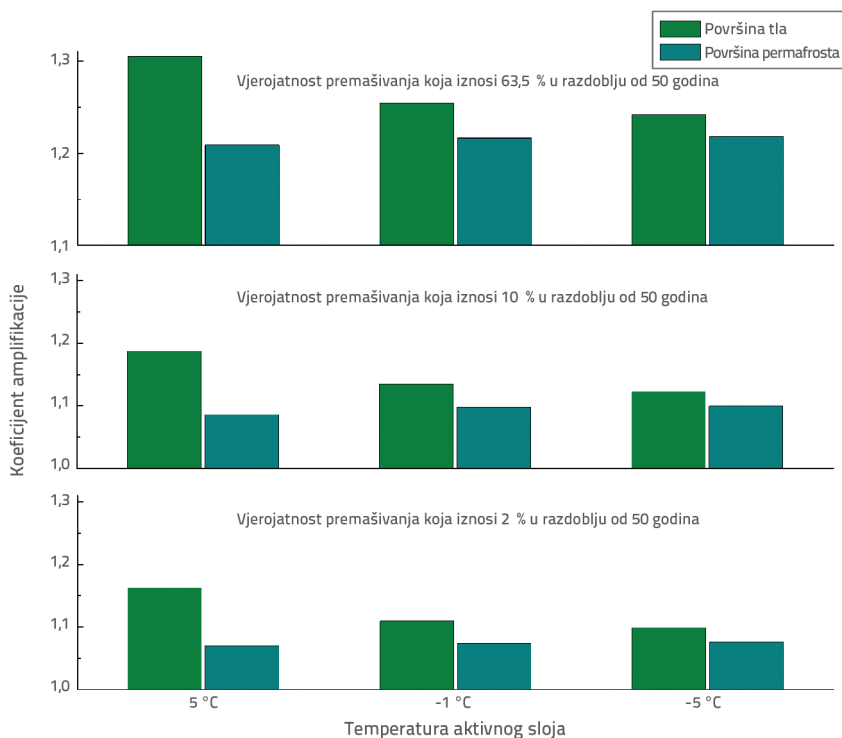 Površina tla
Površina permafrosta
Vjerojatnost premašivanja koja iznosi 63,5 % u razdoblju od 50 godina
1,3
1,2
1,1
Vjerojatnost premašivanja koja iznosi 10 % u razdoblju od 50 godina
1,3
1,2
1,1
1,0
Vjerojatnost premašivanja koja iznosi 2 % u razdoblju od 50 godina
1,3
1,2
1,1
1,0
Koeficijent amplifikacije
5 °C
-1 °C
-5 °C
Temperatura aktivnog sloja